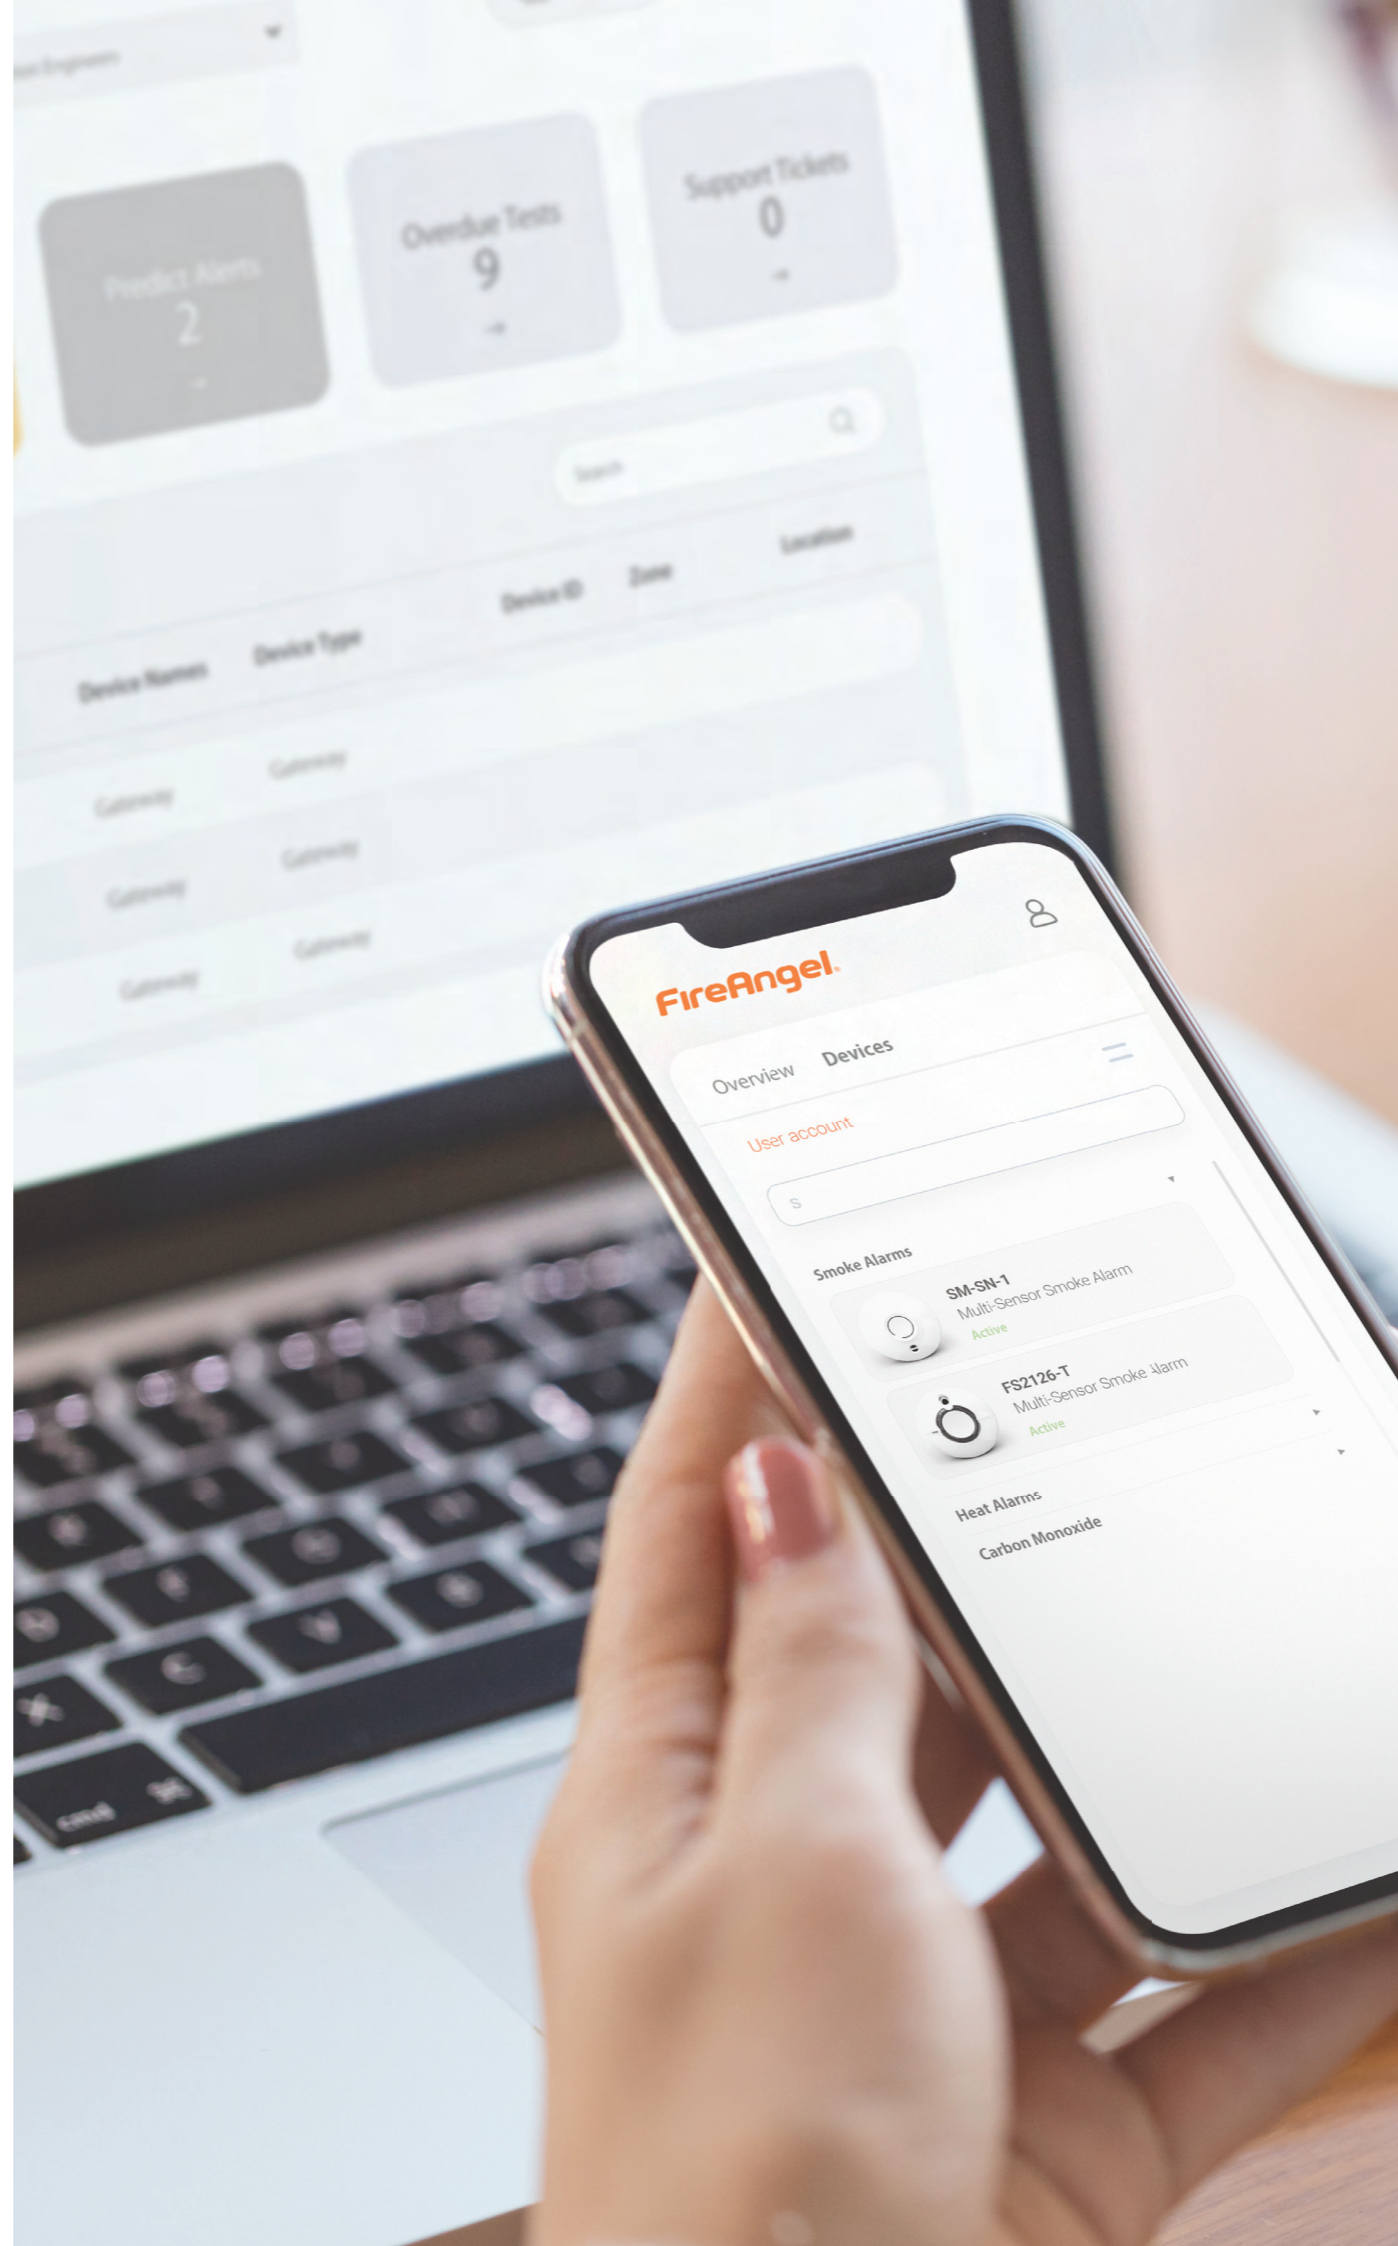 Predict Alerts
2
Overdue Tests
9
Support Tickets
0
Search
Device Names Device Type Device ID Zone Location
Gateway Gateway
Gateway Gateway
Gateway Gateway
FireAngel
Overview Devices
User account
S
Smoke Alarms
SM-SN-1
Multi-Sensor Smoke Alarm
Active
FS2126-T
Multi-Sensor Smoke Alarm
Active
Heat Alarms
Carbon Monoxide
X
C
V
cmd ⌘